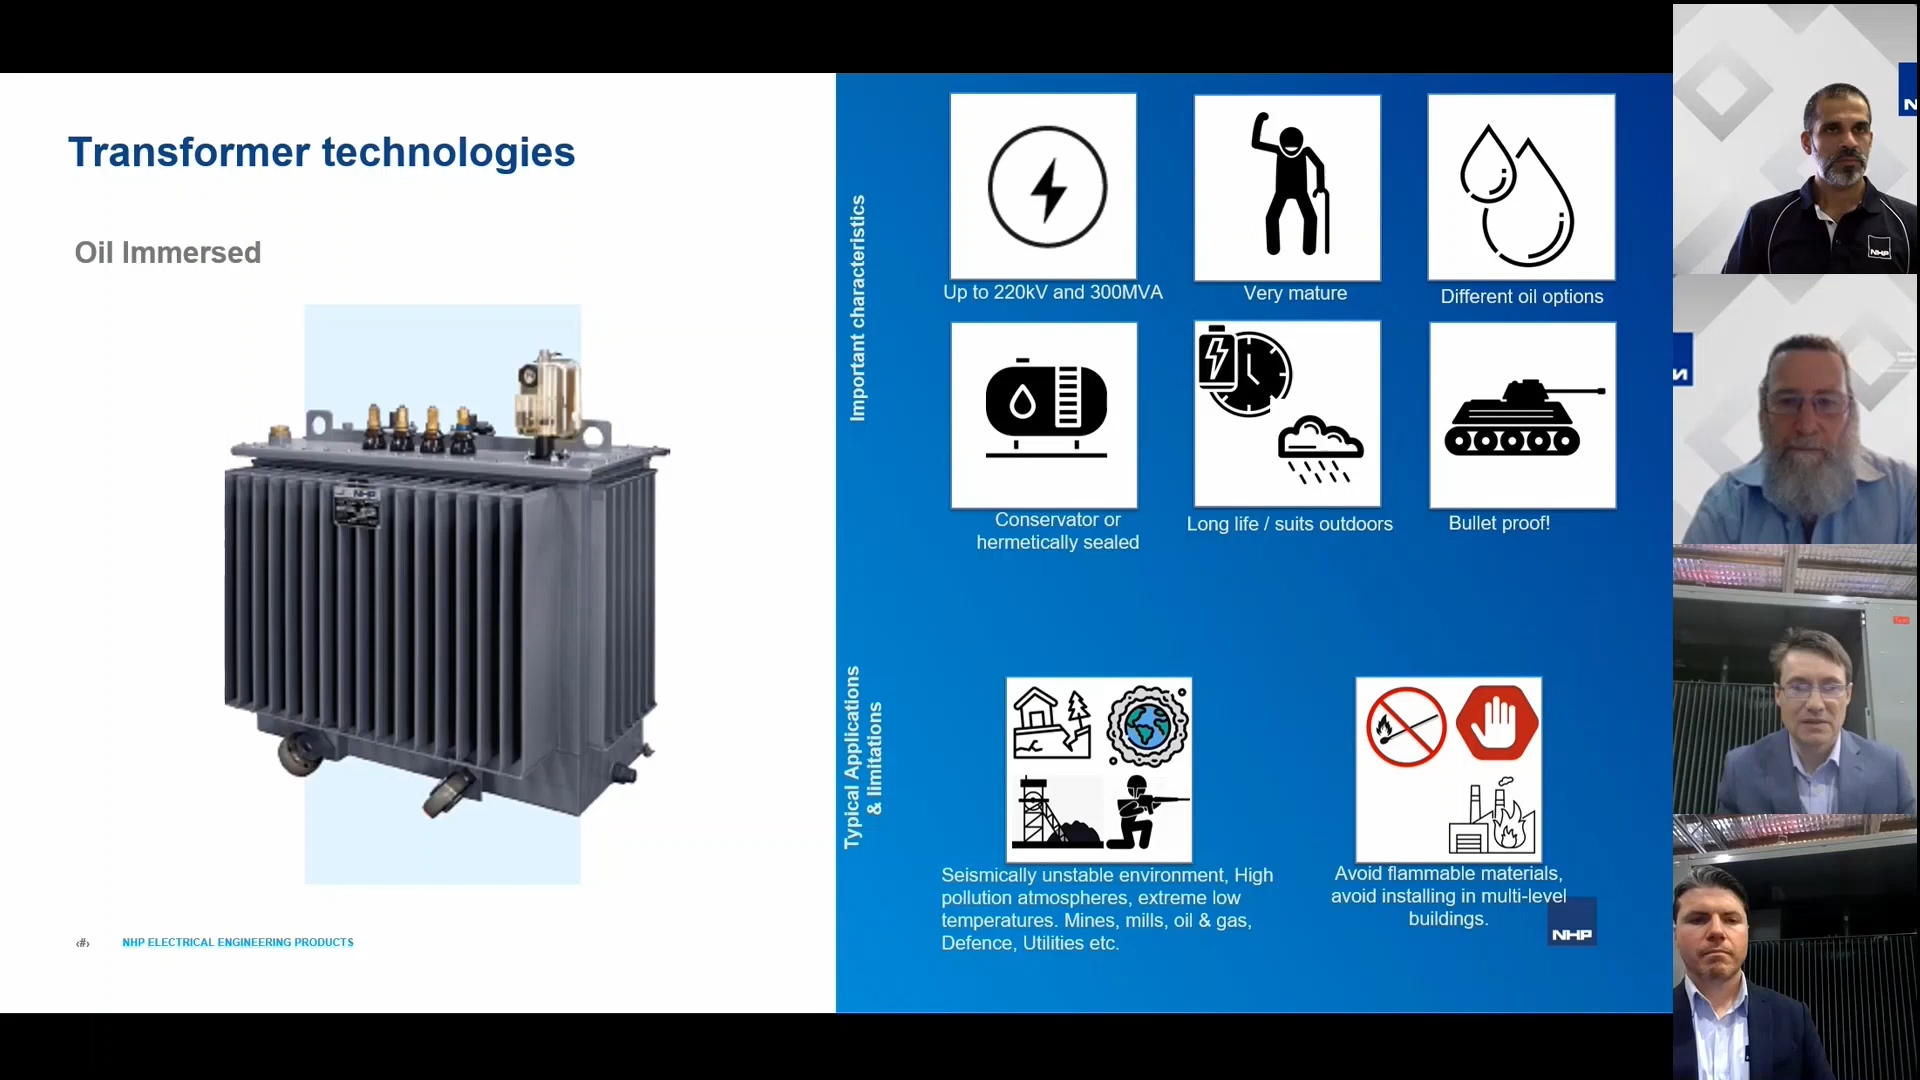 Transformer technologies
Oil Immersed
NHP
‹#›
NHP ELECTRICAL ENGINEERING PRODUCTS
Important characteristics
Up to 220kV and 300MVA
Very mature
Different oil options
Conservator or
hermetically sealed
Long life / suits outdoors
Bullet proof!
Typical Applications
& limitations
Seismically unstable environment, High
pollution atmospheres, extreme low
temperatures. Mines, mills, oil & gas,
Defence, Utilities etc.
Avoid flammable materials,
avoid installing in multi-level
buildings.
NHP
NHP